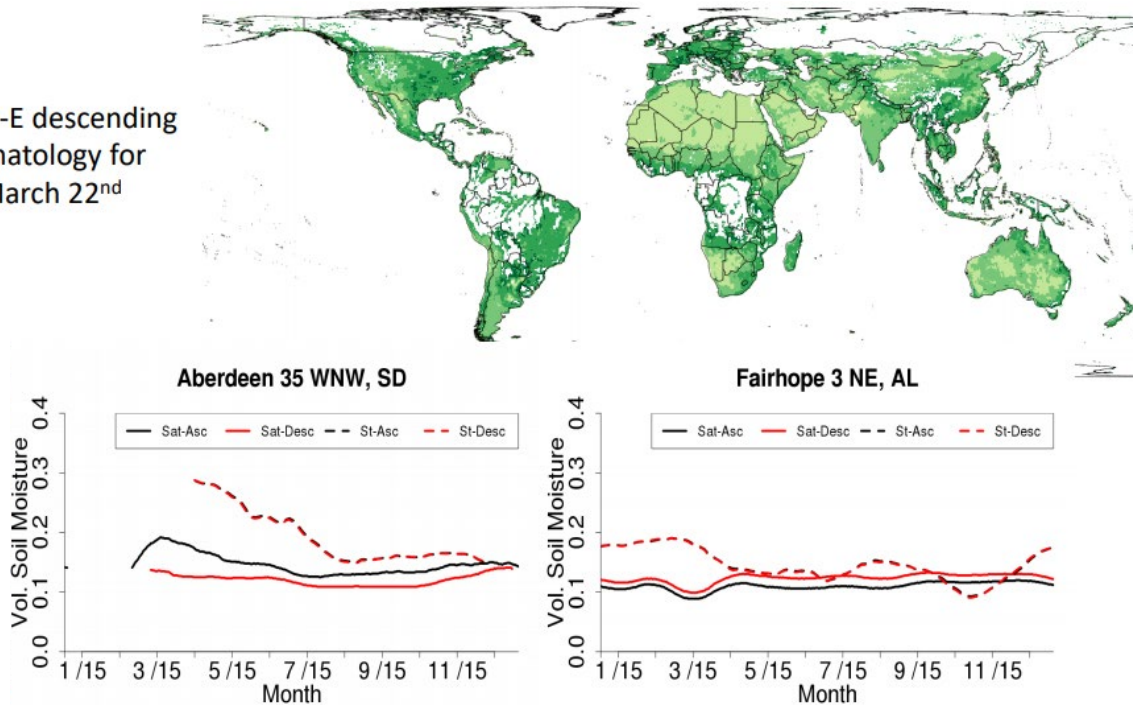 -E descending
natology for
March 22nd
Aberdeen 35 WNW, SD
Sat-Asc Sat-Desc St-Asc St-Desc
Vol. Soil Moisture
0.4
0.3
0.2
0.1
0.0
1 /15 3 /15 5 /15 7 /15 9 /15 11 /15
Month
Fairhope 3 NE, AL
Sat-Asc Sat-Desc St-Asc St-Desc
Vol. Soil Moisture
0.4
0.3
0.2
0.1
0.0
1 /15 3 /15 5 /15 7 /15 9 /15 11 /15
Month